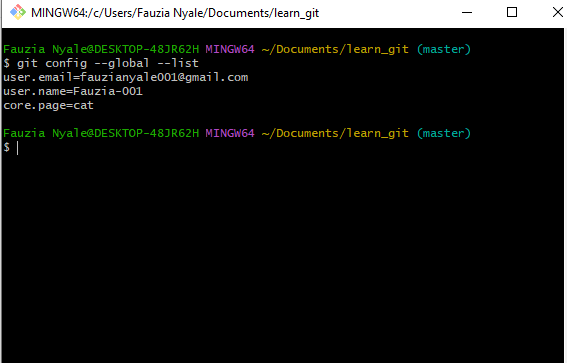 MINGW64:/c/Users/Fauzia Nyale/Documents/learn_git
Fauzia Nyale@DESKTOP-48JR62H MINGW64 ~/Documents/learn_git (master)
$ git config --global --list
user.email=fauzianyale001@gmail.com
user.name=Fauzia-001
core.page=cat
Fauzia Nyale@DESKTOP-48JR62H MINGW64 ~/Documents/learn_git (master)
$